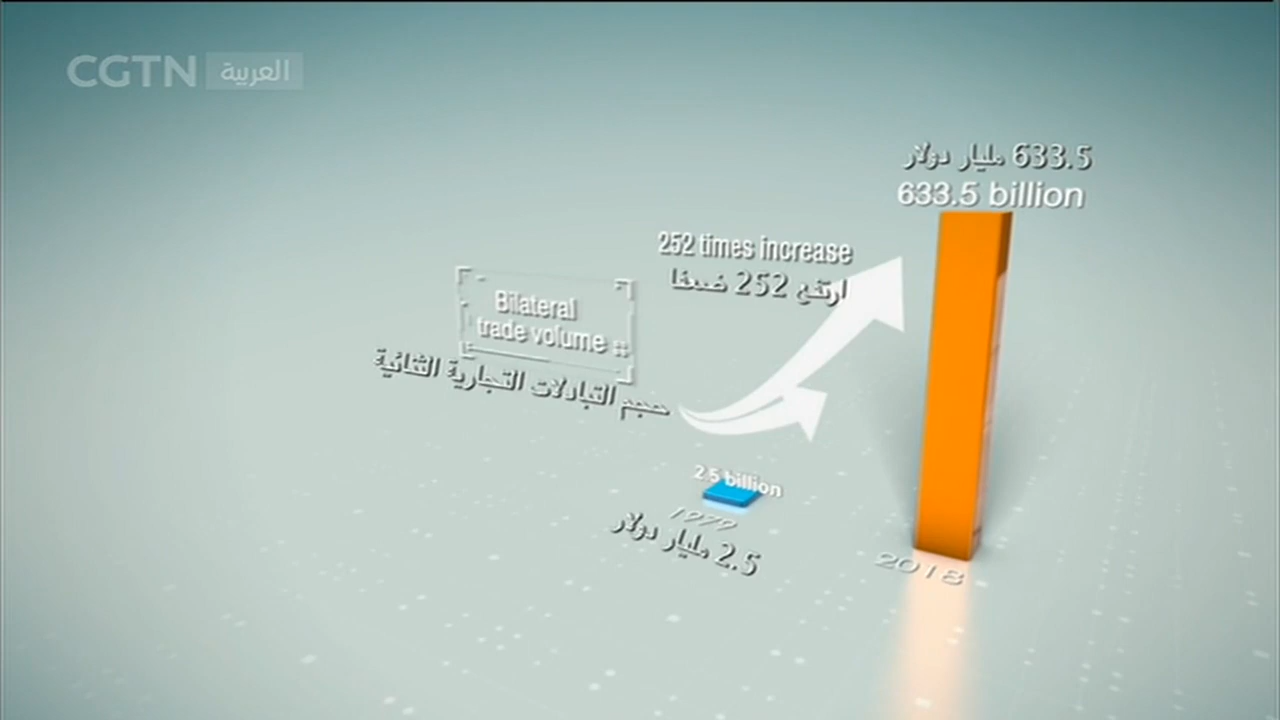 CGTN العربية
633.5 مليار دولار
633.5 billion
252 times increase
ارتفع 252 ضعفا
Bilateral
trade volume
حجم التبادلات التجارية الثنائية
2.5 billion
1979
2.5 مليار دولار
2018